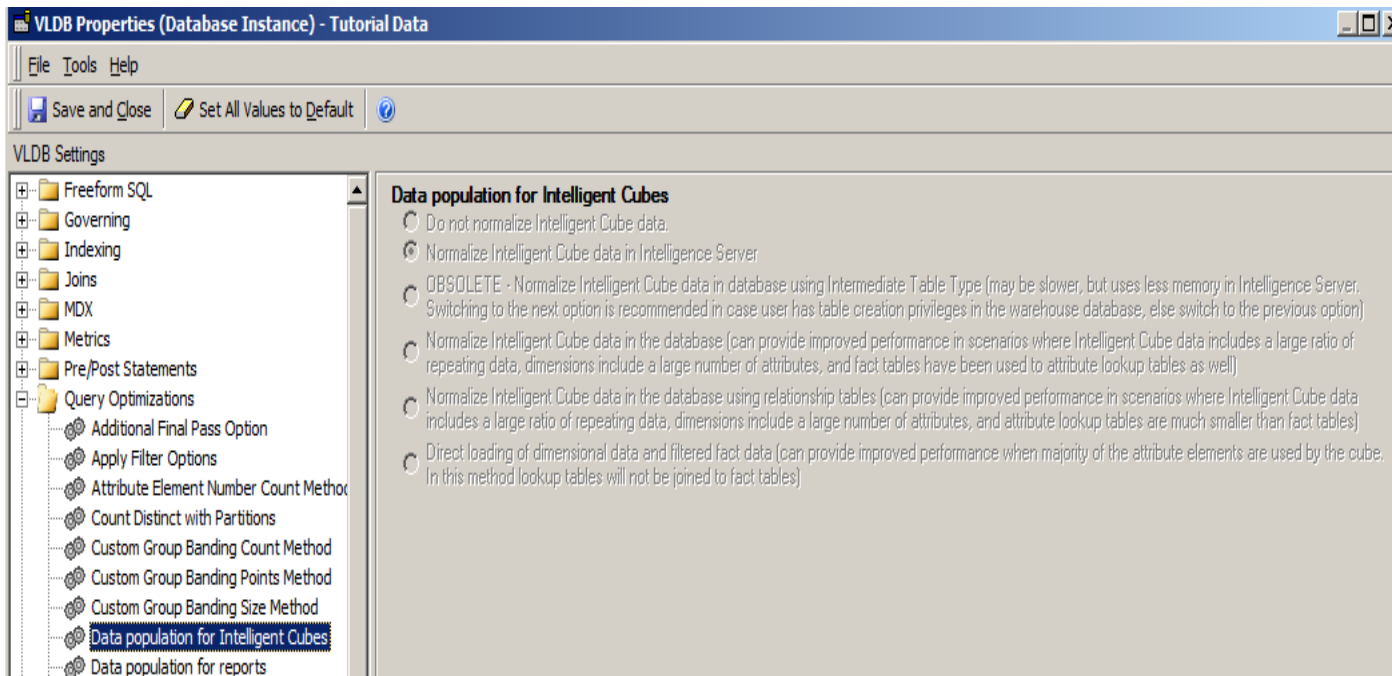 VLDB Properties (Database Instance) - Tutorial Data
File Tools Help
Save and Close Set All Values to Default
VLDB Settings
Freeform SQL
Governing
Indexing
Joins
MDX
Metrics
Pre/Post Statements
Query Optimizations
Additional Final Pass Option
Apply Filter Options
Attribute Element Number Count Method
Count Distinct with Partitions
Custom Group Banding Count Method
Custom Group Banding Points Method
Custom Group Banding Size Method
Data population for Intelligent Cubes
Data population for reports
Data population for Intelligent Cubes
Do not normalize Intelligent Cube data.
Normalize Intelligent Cube data in Intelligence Server
OBSOLETE - Normalize Intelligent Cube data in database using Intermediate Table Type (may be slower, but uses less memory in Intelligence Server.
Switching to the next option is recommended in case user has table creation privileges in the warehouse database, else switch to the previous option)
Normalize Intelligent Cube data in the database (can provide improved performance in scenarios where Intelligent Cube data includes a large ratio of
repeating data, dimensions include a large number of attributes, and fact tables have been used to attribute lookup tables as well)
Normalize Intelligent Cube data in the database using relationship tables (can provide improved performance in scenarios where Intelligent Cube data
includes a large ratio of repeating data, dimensions include a large number of attributes, and attribute lookup tables are much smaller than fact tables)
Direct loading of dimensional data and filtered fact data (can provide improved performance when majority of the attribute elements are used by the cube.
In this method lookup tables will not be joined to fact tables)